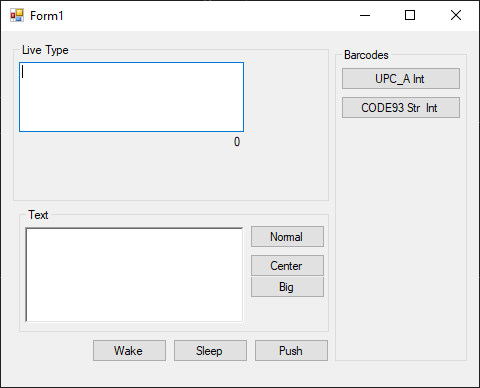 Form1
Live Type
0
Barcodes
UPC_A Int
CODE93 Str Int
Text
Normal
Center
Big
Wake
Sleep
Push